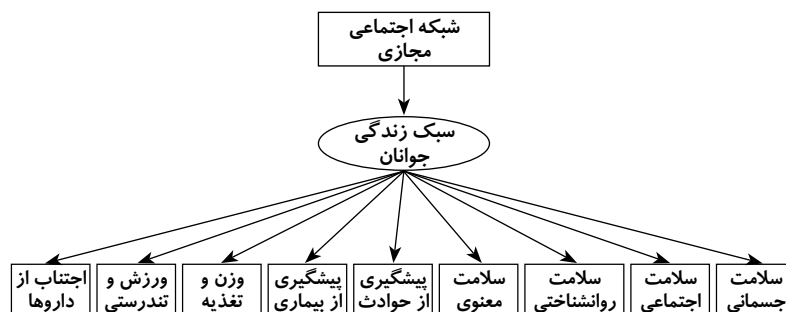 شبکه اجتماعی
مجازی
سبک زندگی
جوانان
سلامت
جسمانی
سلامت
اجتماعی
سلامت
روانشناختی
سلامت
معنوی
پیشگیری
از حوادث
پیشگیری
از بیماری
وزن و
تغذیه
ورزش و
تندرستی
اجتناب از
داروها